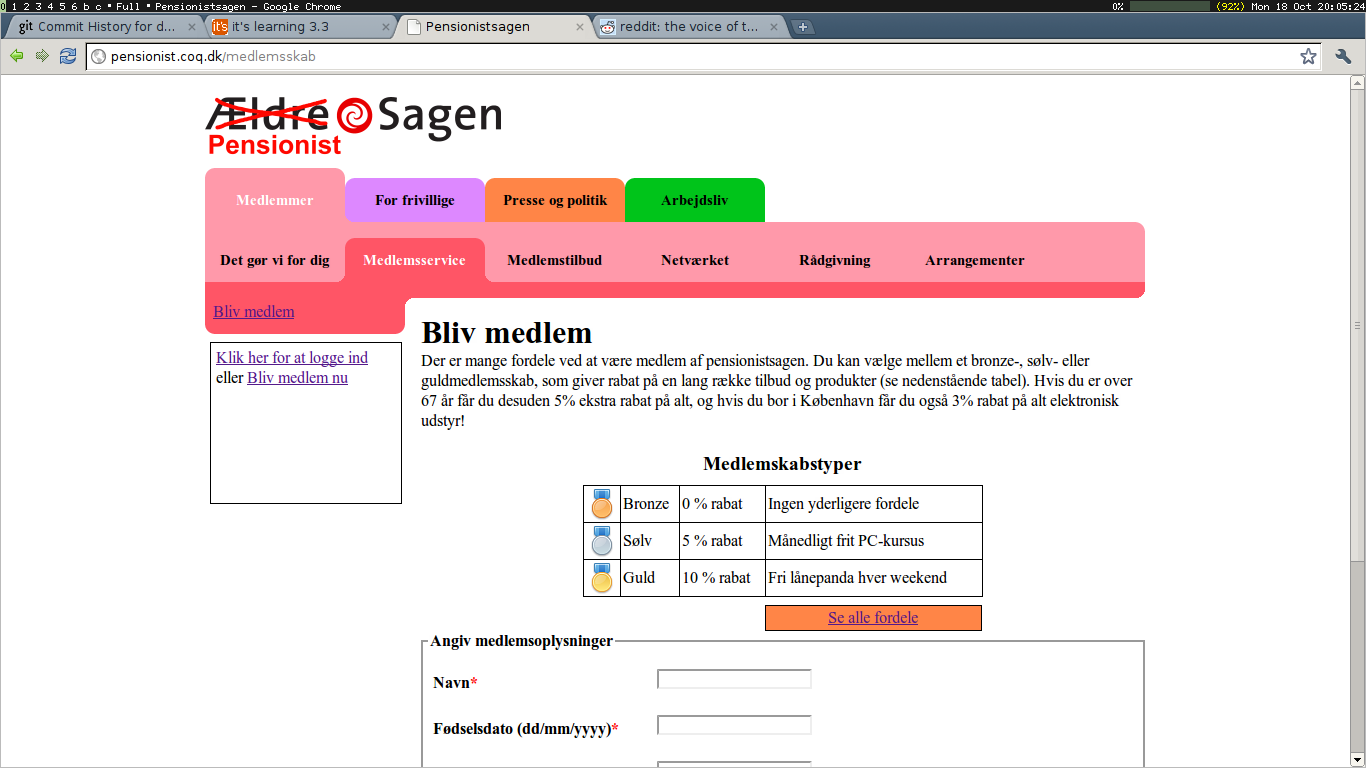 0 1 2 3 4 5 6 b c • Full • Pensionistsagen - Google Chrome 0% (92%) Mon 18 Oct 20:05:24
git Commit History for d... it's it's learning 3.3 Pensionistsagen reddit: the voice of t...
pensionist.coq.dk/medlemsskab
Ældre Sagen
Pensionist
Medlemmer For frivillige Presse og politik Arbejdsliv
Det gør vi for dig Medlemsservice Medlemstilbud Netværket Rådgivning Arrangementer
Bliv medlem
Klik her for at logge ind
eller Bliv medlem nu
Bliv medlem
Der er mange fordele ved at være medlem af pensionistsagen. Du kan vælge mellem et bronze-, sølv- eller
guldmedlemsskab, som giver rabat på en lang række tilbud og produkter (se nedenstående tabel). Hvis du er over
67 år får du desuden 5% ekstra rabat på alt, og hvis du bor i København får du også 3% rabat på alt elektronisk
udstyr!
Medlemskabstyper
Bronze 0 % rabat Ingen yderligere fordele
Sølv 5 % rabat Månedligt frit PC-kursus
Guld 10 % rabat Fri lånepanda hver weekend
Se alle fordele
Angiv medlemsoplysninger
Navn*
Fødselsdato (dd/mm/yyyy)*